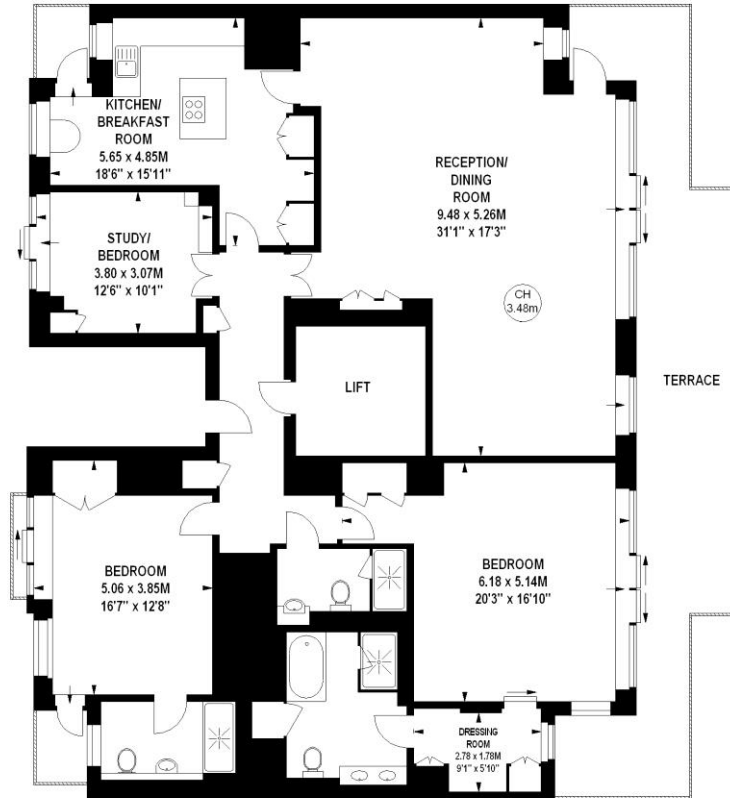 KITCHEN/
BREAKFAST
ROOM
5.65 x 4.85M
18'6" x 15'11"
RECEPTION/
DINING
ROOM
9.48 x 5.26M
31'1" x 17'3"
STUDY/
BEDROOM
3.80 x 3.07M
12'6" x 10'1"
CH
3.48m
LIFT
TERRACE
BEDROOM
5.06 x 3.85M
16'7" x 12'8"
BEDROOM
6.18 x 5.14M
20'3" x 16'10"
DRESSING
ROOM
2.78 x 1.78M
9'1" x 5'10"